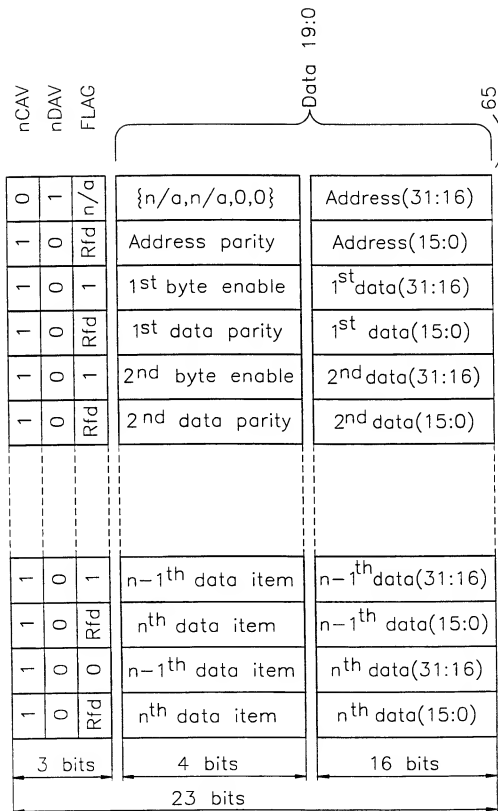 nCAV nDAV FLAG Data 19:0 65
0 1 n/a {n/a,n/a,0,0} Address(31:16)
1 0 Rfd Address parity Address(15:0)
1 0 1 1st byte enable 1st data(31:16)
1 0 Rfd 1st data parity 1st data(15:0)
1 0 1 2nd byte enable 2nd data(31:16)
1 0 Rfd 2nd data parity 2nd data(15:0)
1 0 1 n-1th data item n-1th data(31:16)
1 0 Rfd nth data item n-1th data(15:0)
1 0 0 n-1th data item nth data(31:16)
1 0 Rfd nth data item nth data(15:0)
3 bits 4 bits 16 bits
23 bits